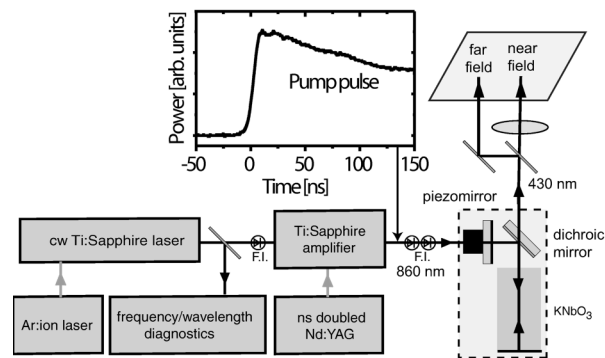 Power [arb. units]
Pump pulse
-50
0
50
100
150
Time [ns]
far
field
near
field
430 nm
piezomirror
dichroic
mirror
KNbO3
cw Ti:Sapphire laser
F.I.
Ti:Sapphire
amplifier
F.I.
860 nm
Ar:ion laser
frequency/wavelength
diagnostics
ns doubled
Nd:YAG